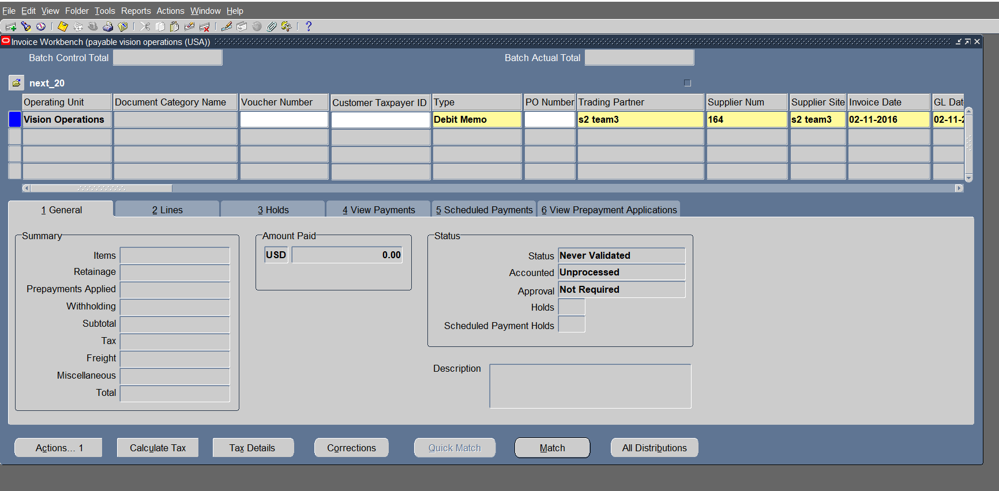 File Edit View Folder Tools Reports Actions Window Help
Invoice Workbench (payable vision operations (USA))
Batch Control Total Batch Actual Total
next_20
Operating Unit Document Category Name Voucher Number Customer Taxpayer ID Type PO Number Trading Partner Supplier Num Supplier Site Invoice Date GL Dat
Vision Operations Debit Memo s2 team3 164 s2 team3 02-11-2016 02-11-2
1 General 2 Lines 3 Holds 4 View Payments 5 Scheduled Payments 6 View Prepayment Applications
Summary Amount Paid Status
Items USD 0.00 Status Never Validated
Retainage Accounted Unprocessed
Prepayments Applied Approval Not Required
Withholding Holds
Subtotal Scheduled Payment Holds
Tax
Freight
Miscellaneous Description
Total
Actions... 1 Calculate Tax Tax Details Corrections Quick Match Match All Distributions